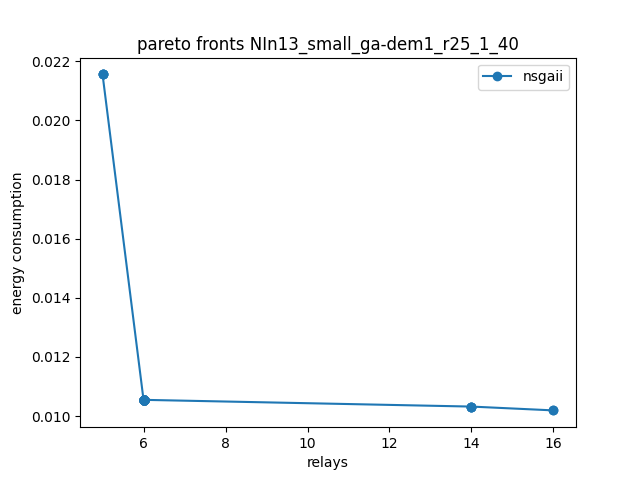 pareto fronts NIn13_small_ga-dem1_r25_1_40
nsgaii
0.022
0.020
0.018
0.016
0.014
0.012
0.010
energy consumption
6 8 10 12 14 16
relays